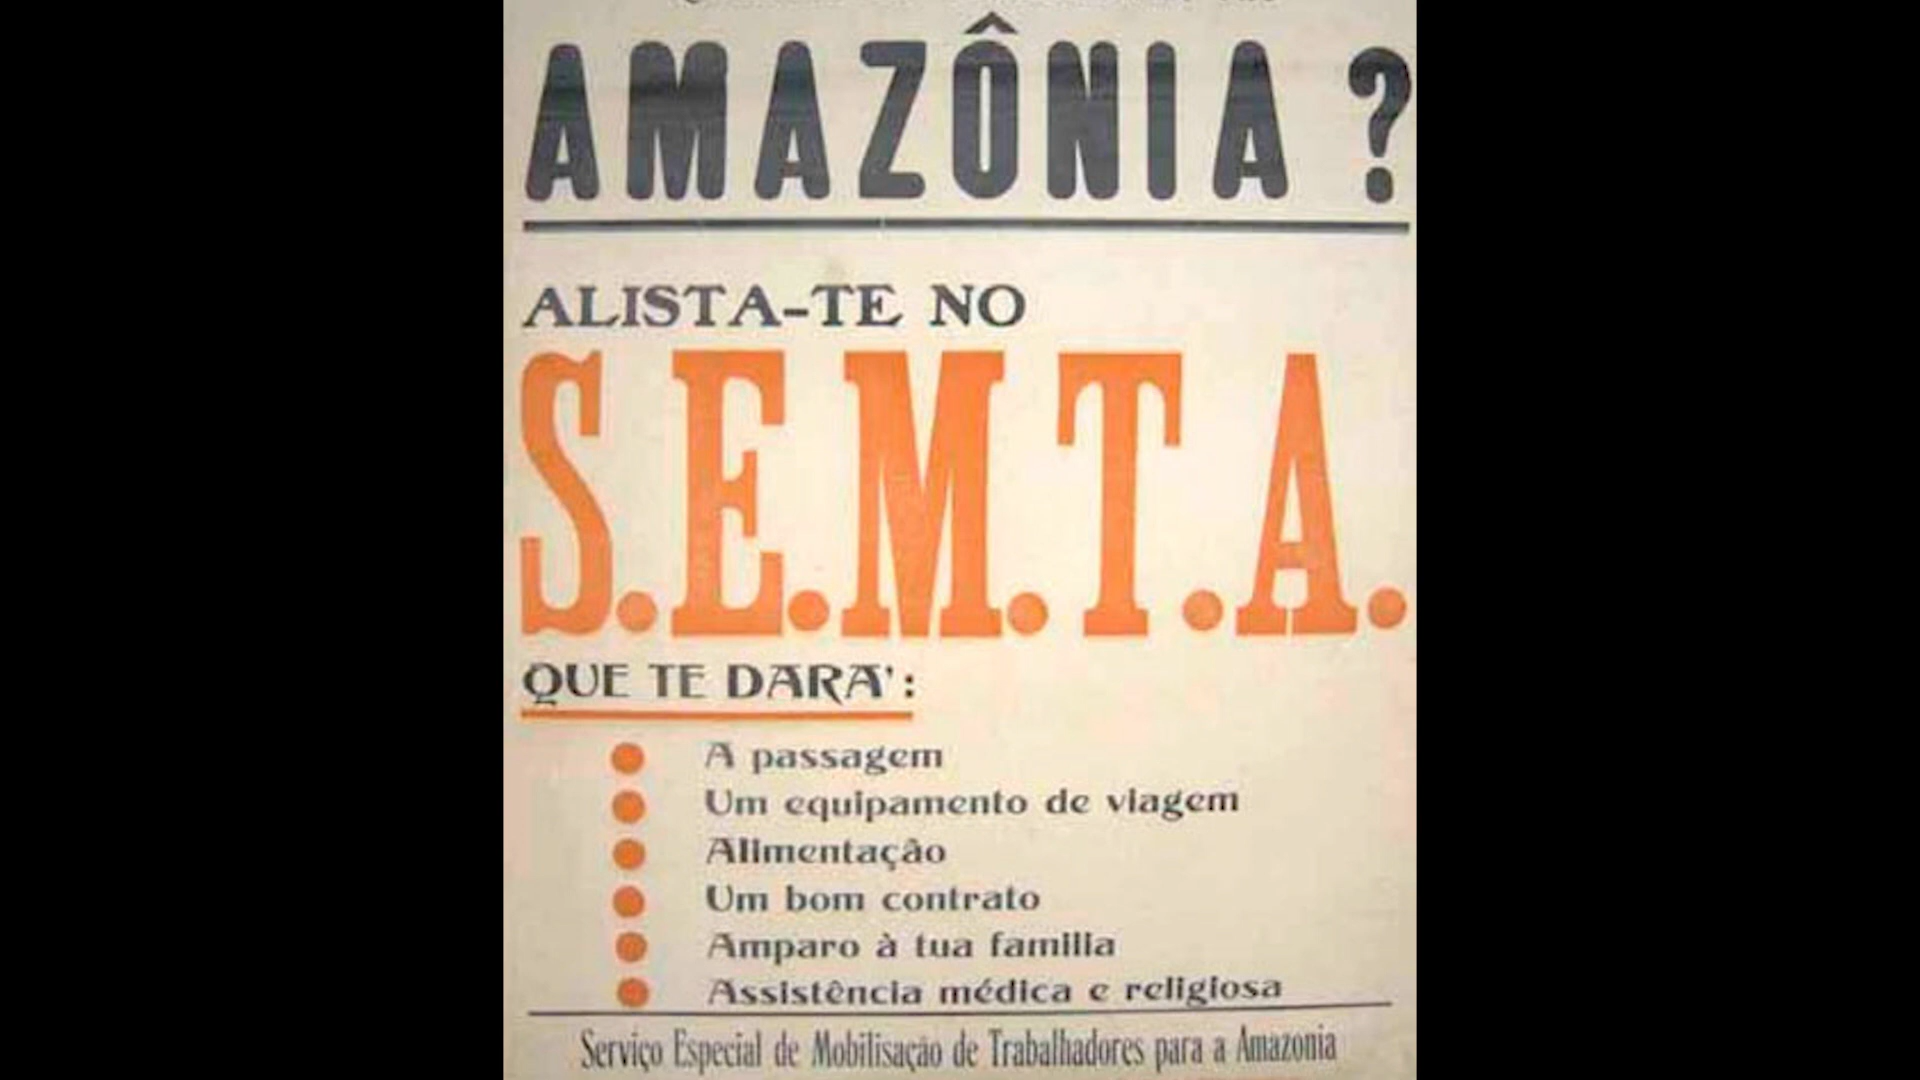 AMAZÔNIA ?
ALISTA-TE NO
S.E.M.T.A.
QUE TE DARA' :
A passagem
Um equipamento de viagem
Alimentação
Um bom contrato
Amparo à tua familia
Assistência médica e religiosa
Serviço Especial de Mobilisação de Trabalhadores para a Amazonia